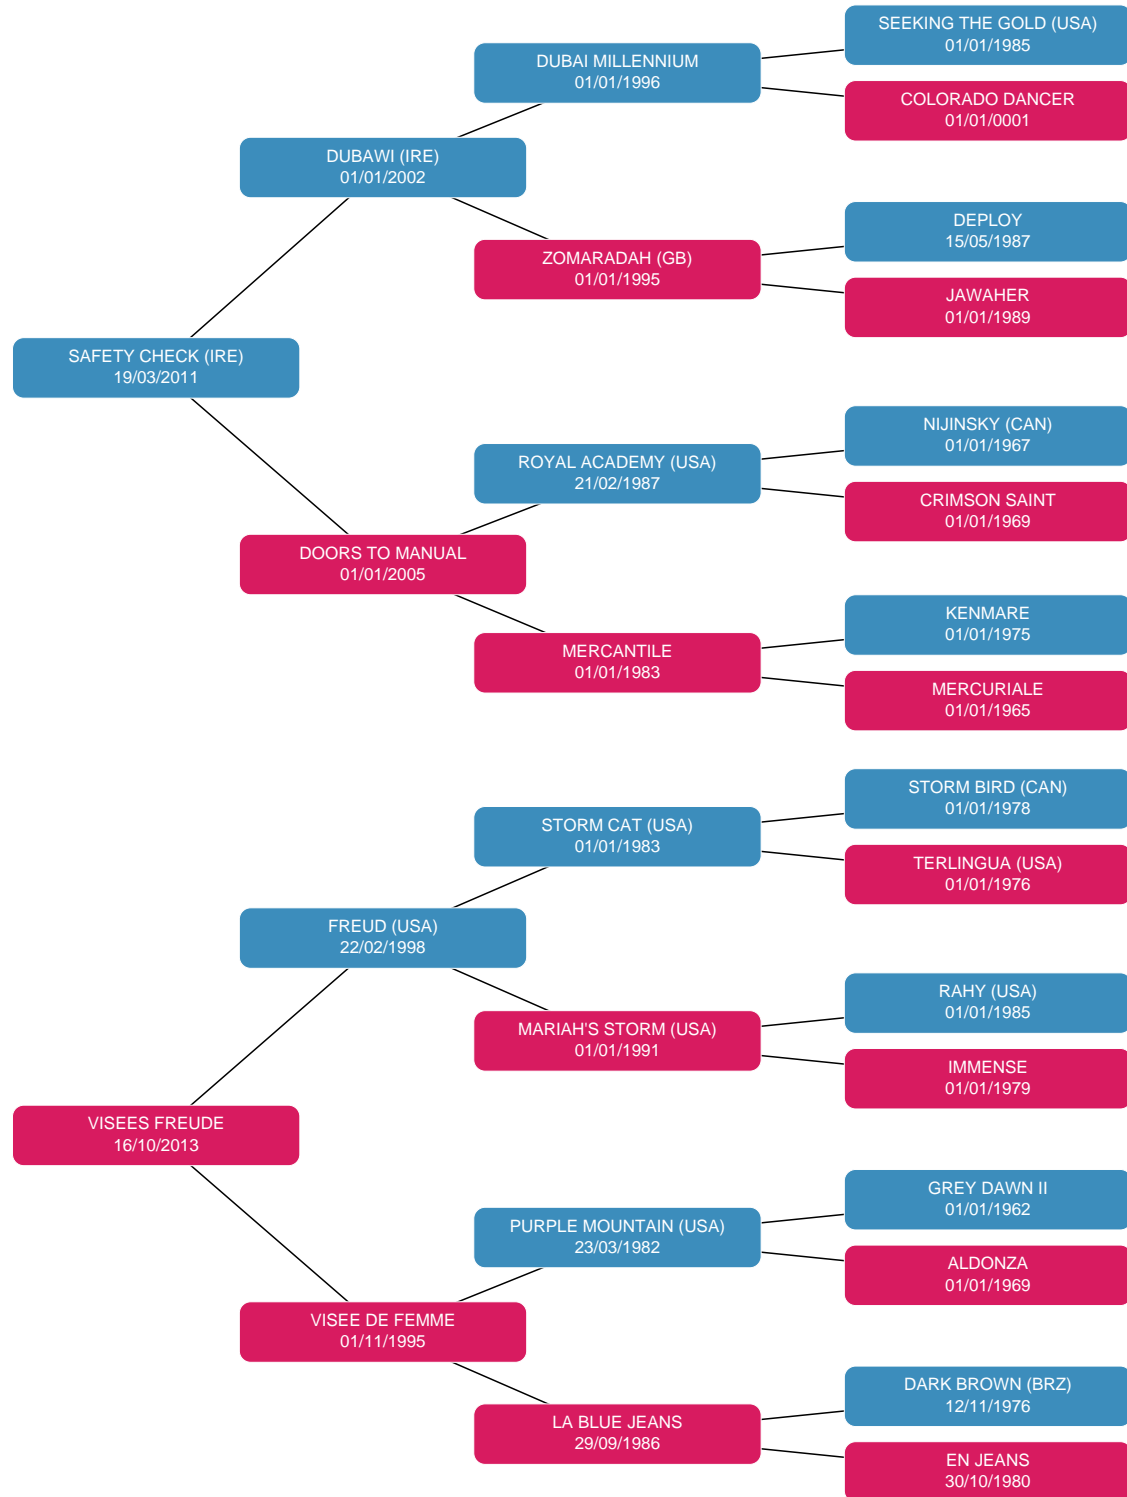 SEEKING THE GOLD (USA)
01/01/1985
DUBAI MILLENNIUM
01/01/1996
COLORADO DANCER
01/01/0001
DUBAWI (IRE)
01/01/2002
DEPLOY
15/05/1987
ZOMARADAH (GB)
01/01/1995
JAWAHER
01/01/1989
SAFETY CHECK (IRE)
19/03/2011
NIJINSKY (CAN)
01/01/1967
ROYAL ACADEMY (USA)
21/02/1987
CRIMSON SAINT
01/01/1969
DOORS TO MANUAL
01/01/2005
KENMARE
01/01/1975
MERCANTILE
01/01/1983
MERCURIALE
01/01/1965
STORM BIRD (CAN)
01/01/1978
STORM CAT (USA)
01/01/1983
TERLINGUA (USA)
01/01/1976
FREUD (USA)
22/02/1998
RAHY (USA)
01/01/1985
MARIAH'S STORM (USA)
01/01/1991
IMMENSE
01/01/1979
VISEES FREUDE
16/10/2013
GREY DAWN II
01/01/1962
PURPLE MOUNTAIN (USA)
23/03/1982
ALDONZA
01/01/1969
VISEE DE FEMME
01/11/1995
DARK BROWN (BRZ)
12/11/1976
LA BLUE JEANS
29/09/1986
EN JEANS
30/10/1980